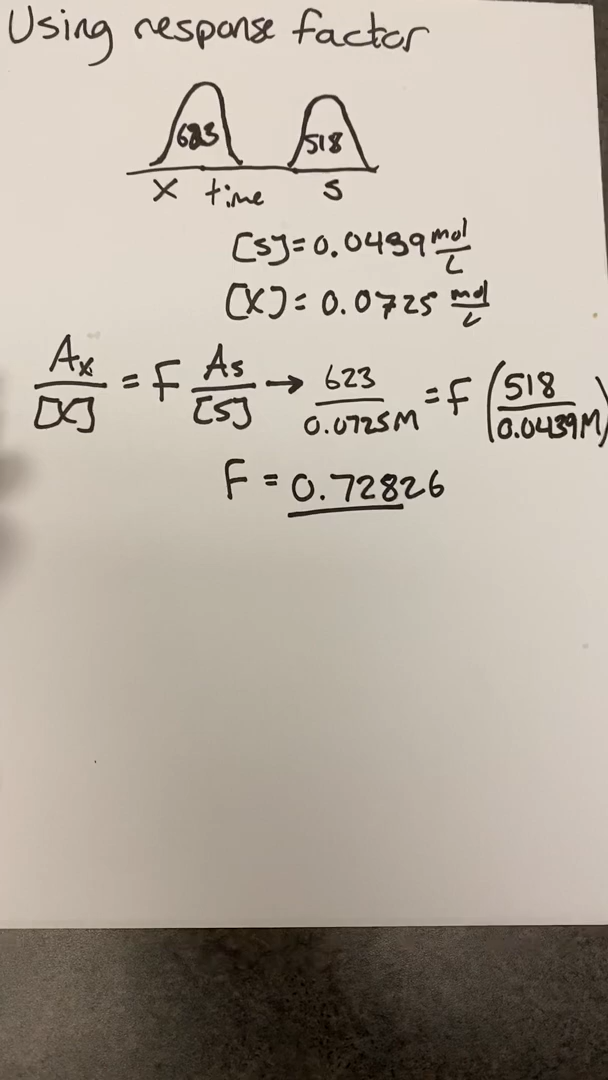 Using response factor
623 518
X time S
[S]=0.0439 mol/L
[X]= 0.0725 mol/L
Ax/[X] = F As/[S] → 623/0.0725M = F (518/0.0439M)
F = 0.72826